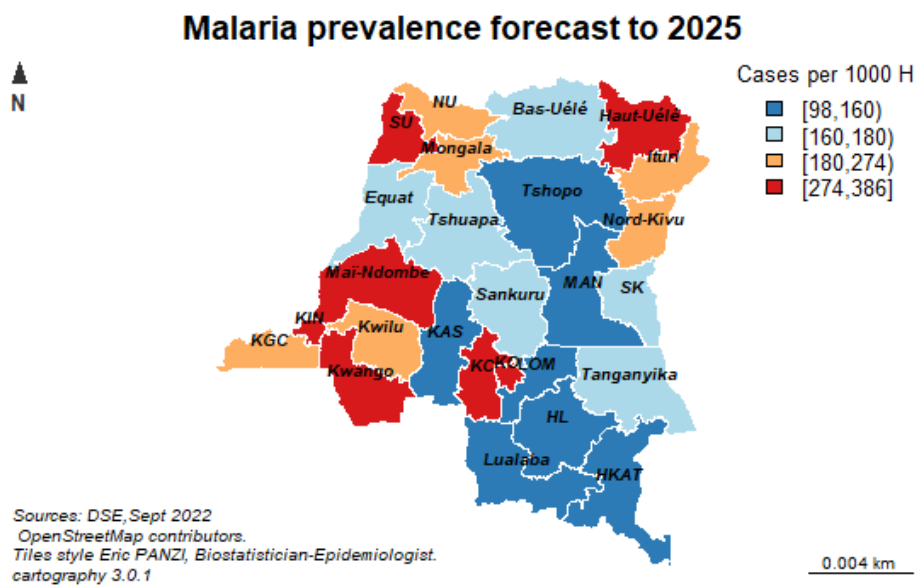 Malaria prevalence forecast to 2025
N
Cases per 1000 H
[98,160)
[160,180)
[180,274)
[274,386]
NU
Bas-Uélé
Haut-Uélé
SU
Mongala
Ituri
Equat
Tshopo
Tshuapa
Nord-Kivu
Maï-Ndombe
Sankuru
MAN
SK
KIN
KGC
Kwilu
KAS
Kwango
KC
KO
LOM
Tanganyika
HL
Lualaba
HKAT
Sources: DSE,Sept 2022
OpenStreetMap contributors.
Tiles style Eric PANZI, Biostatistician-Epidemiologist.
cartography 3.0.1
0.004 km